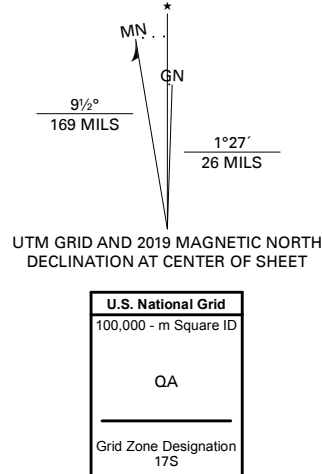 ★
MN
GN
9½°
169 MILS
1°27´
26 MILS
UTM GRID AND 2019 MAGNETIC NORTH
DECLINATION AT CENTER OF SHEET
U.S. National Grid
100,000 - m Square ID
QA
Grid Zone Designation
17S